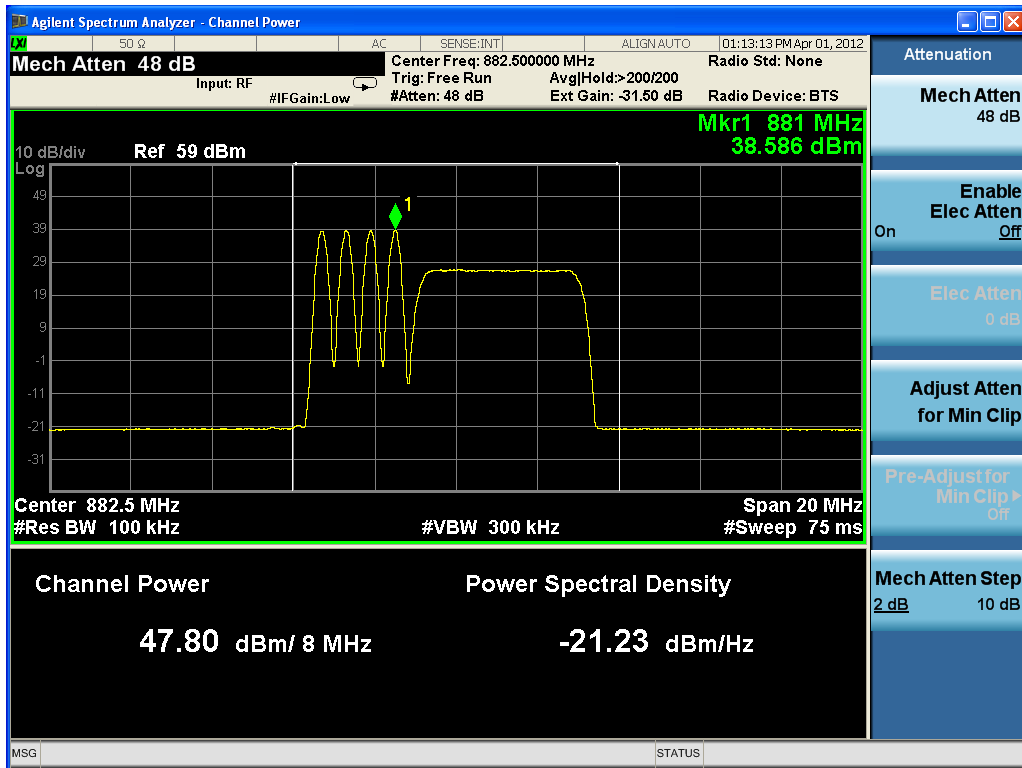 Agilent Spectrum Analyzer - Channel Power
LXI
50 Ω AC SENSE:INT ALIGN AUTO 01:13:13 PM Apr 01, 2012
Mech Atten 48 dB
Input: RF
#IFGain:Low
Center Freq: 882.500000 MHz
Trig: Free Run Avg|Hold:>200/200
#Atten: 48 dB Ext Gain: -31.50 dB
Radio Std: None
Radio Device: BTS
Mkr1 881 MHz
38.586 dBm
10 dB/div Ref 59 dBm
Log
49
39
29
19
9
-1
-11
-21
-31
1
Center 882.5 MHz Span 20 MHz
#Res BW 100 kHz #VBW 300 kHz #Sweep 75 ms
Channel Power Power Spectral Density
47.80 dBm/ 8 MHz -21.23 dBm/Hz
Attenuation
Mech Atten
48 dB
Enable
Elec Atten
On Off
Elec Atten
0 dB
Adjust Atten
for Min Clip
Pre-Adjust for
Min Clip
Off
Mech Atten Step
2 dB 10 dB
MSG STATUS